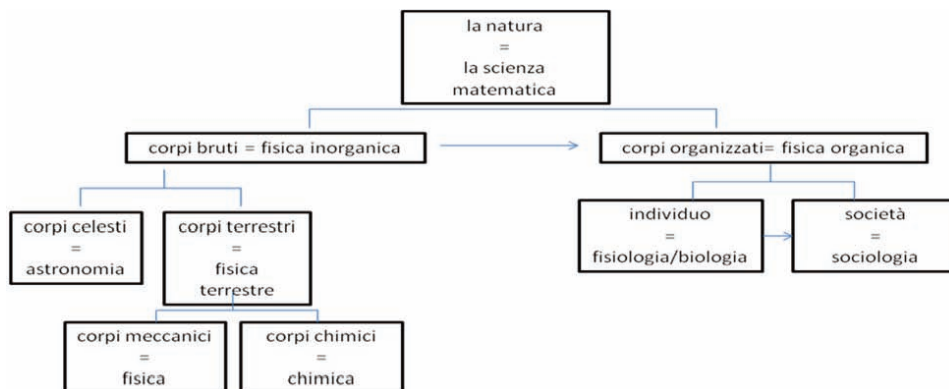 la natura
=
la scienza
matematica
corpi bruti = fisica inorganica
corpi organizzati= fisica organica
corpi celesti
=
astronomia
corpi terrestri
=
fisica
terrestre
individuo
=
fisiologia/biologia
società
=
sociologia
corpi meccanici
=
fisica
corpi chimici
=
chimica